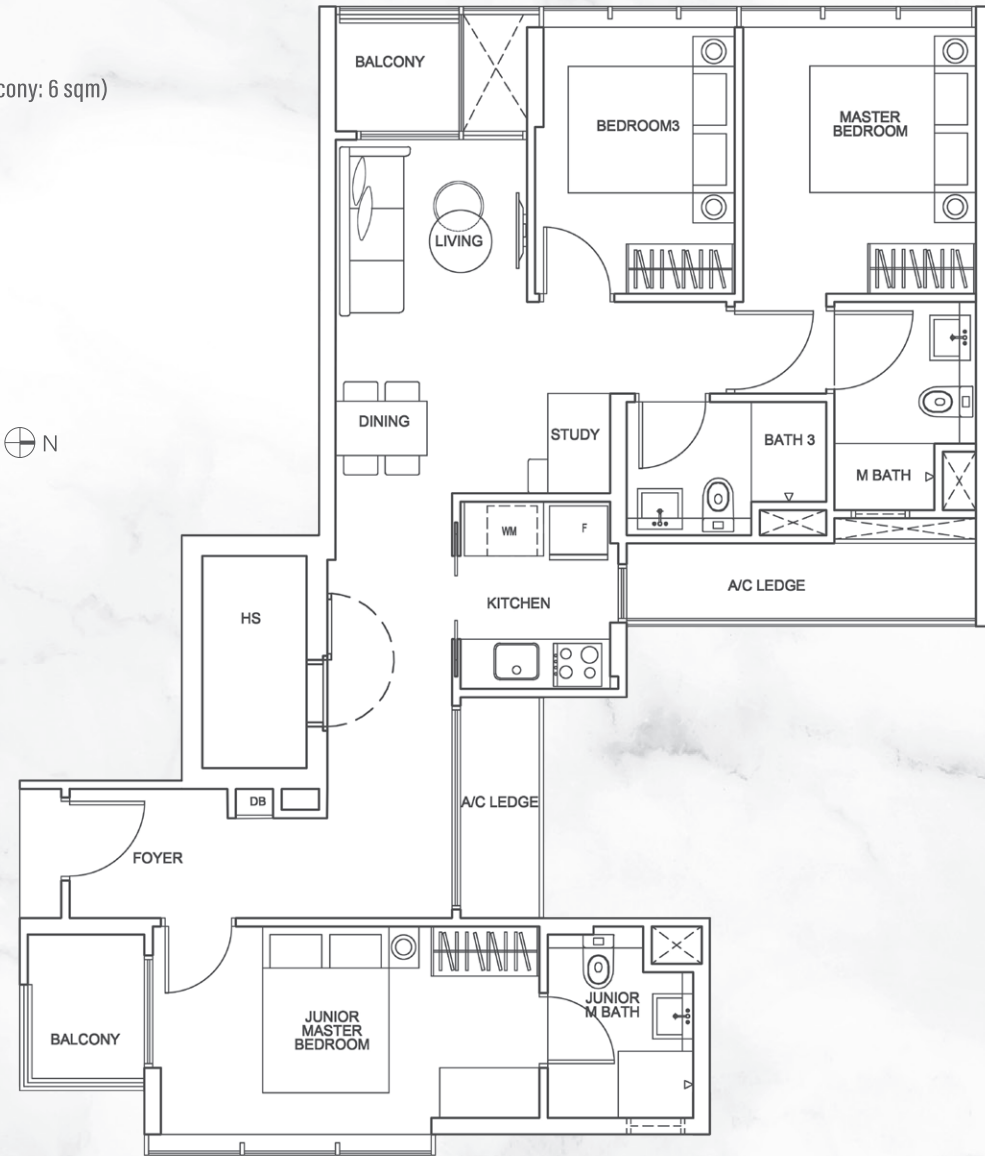 cony: 6 sqm)
BALCONY
BEDROOM3
MASTER
BEDROOM
LIVING
DINING
N
STUDY
BATH 3
M BATH
WM
F
A/C LEDGE
KITCHEN
HS
A/C LEDGE
DB
FOYER
JUNIOR
M BATH
JUNIOR
MASTER
BEDROOM
BALCONY